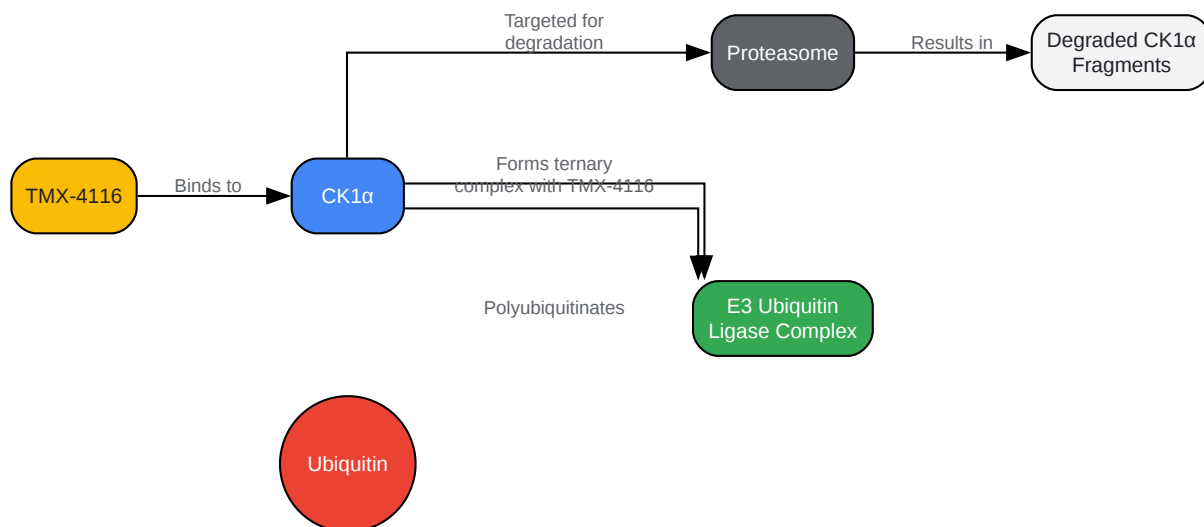 Targeted for
degradation
Proteasome
Results in
Degraded CK1α
Fragments
TMX-4116
Binds to
CK1α
Forms ternary
complex with TMX-4116
Polyubiquitinates
E3 Ubiquitin
Ligase Complex
Ubiquitin